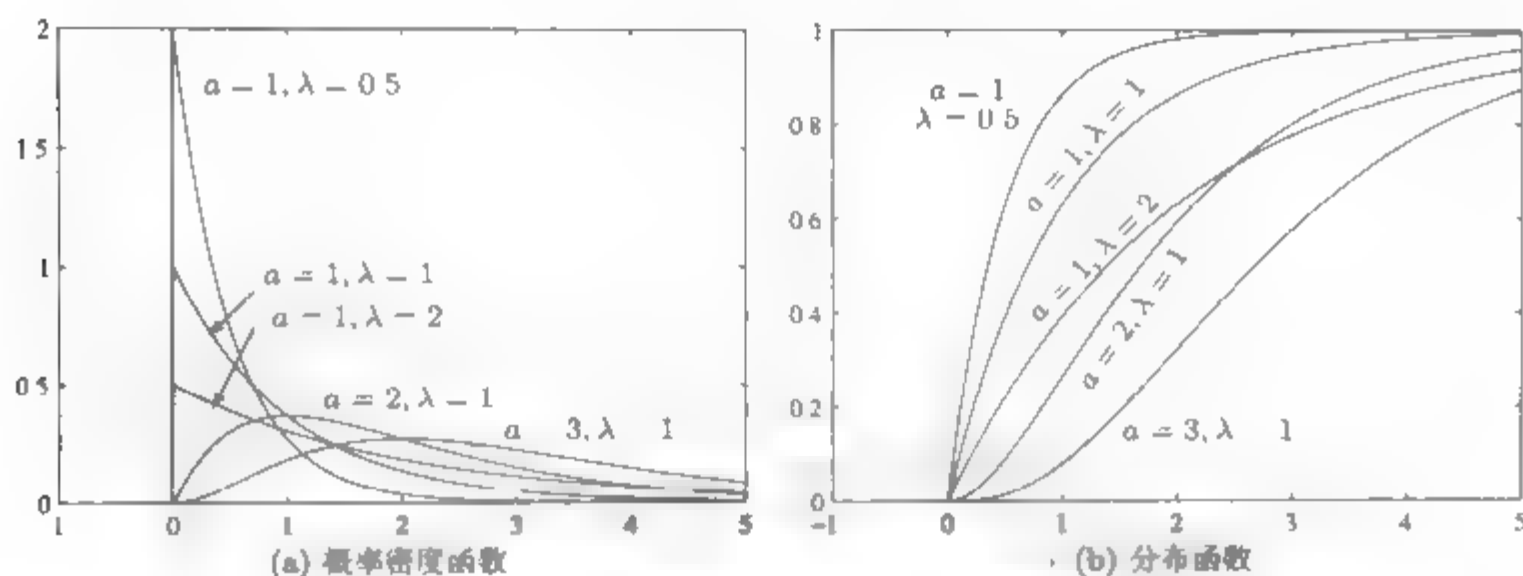 2
a = 1, λ = 0 5
1 5
1
a = 1, λ = 1
a = 1, λ = 2
0 5
a = 2, λ = 1
a 3, λ 1
0
1 0 1 2 3 4 5
(a) 概率密度函数
1
a = 1
λ = 0 5
0 8
a = 1, λ = 1
0 6
a = 1, λ = 2
0 4
a = 2, λ = 1
0 2
a = 3, λ 1
0
-1 0 1 2 3 4 5
(b) 分布函数